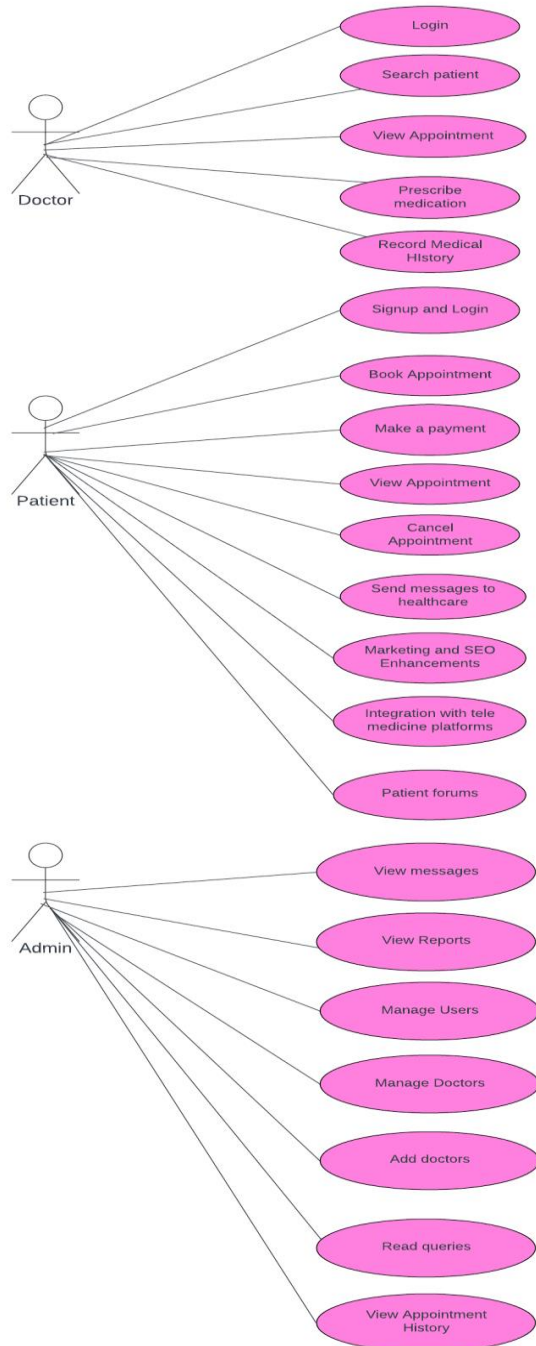 Login
Search patient
View Appointment
Doctor
Prescribe
medication
Record Medical
HIstory
Signup and Login
Book Appointment
Make a payment
Patient
View Appointment
Cancel
Appointment
Send messages to
healthcare
Marketing and SEO
Enhancements
Integration with tele
medicine platforms
Patient forums
View messages
Admin
View Reports
Manage Users
Manage Doctors
Add doctors
Read queries
View Appointment
History